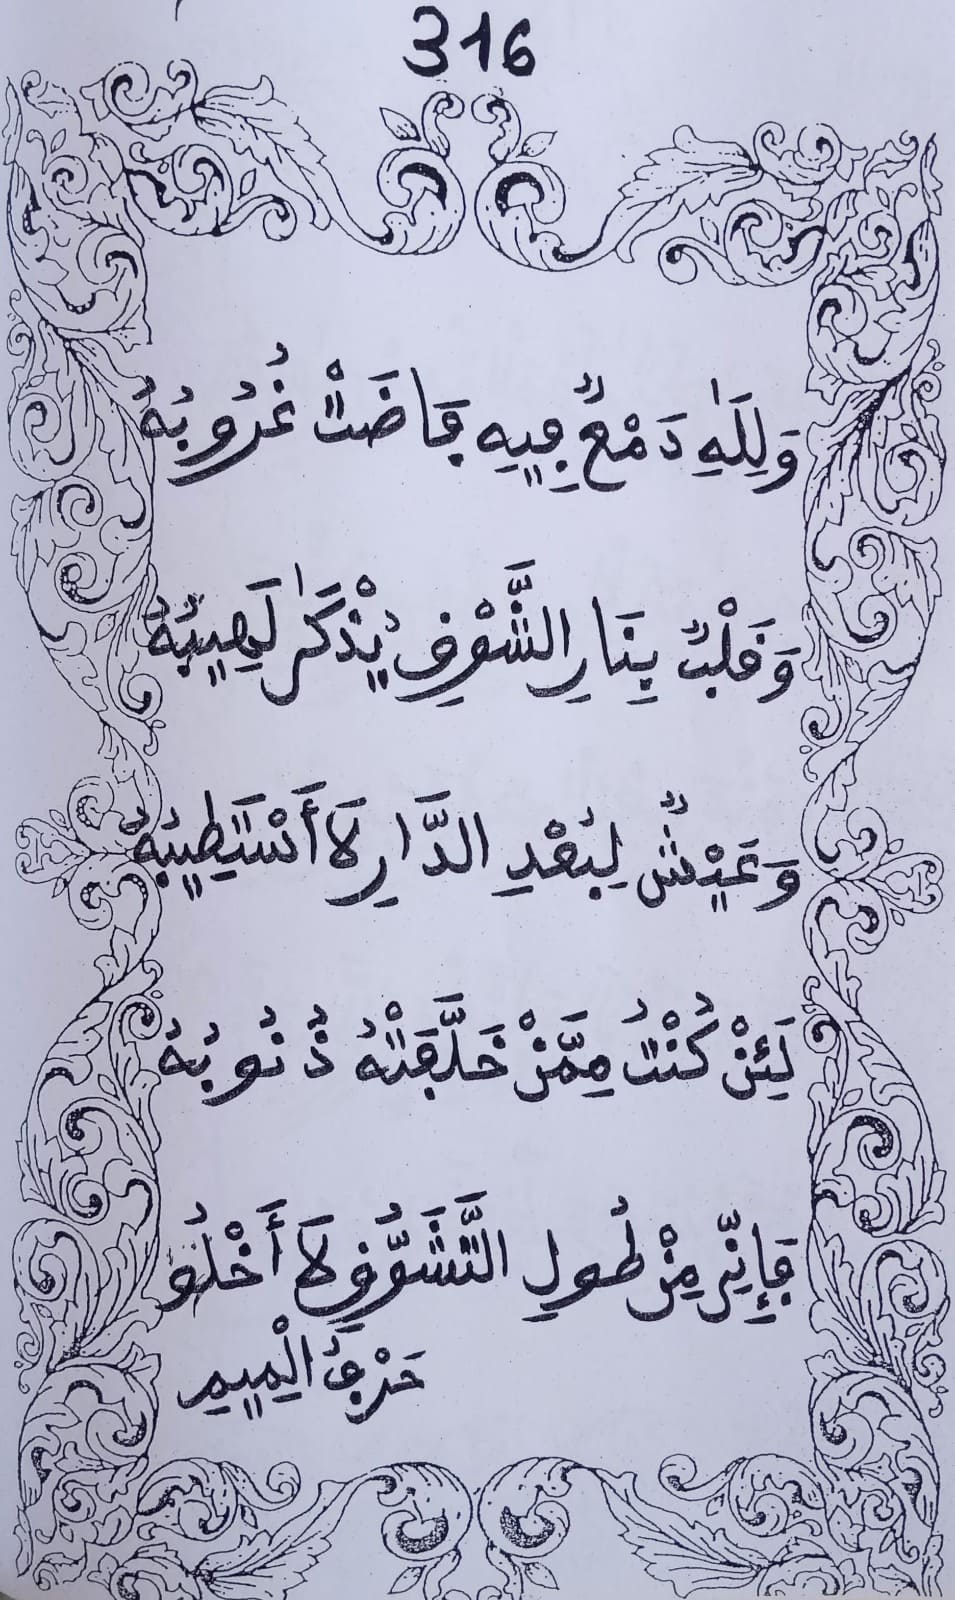 316
وَلِلَّهِ دَمْعٌ ڢِيهِ ڢَاضَتْ غُرُوبُهُ
وَفَلْبٌ بِنَارِ الشَّوْفِ يُذْكَىٰ لَهِيبُهُ
وَعَيْشٌ لِبُعْدِ الدَّارِ لَا أَسْتَطِيبُهُ
لَئِنْ كُنْتُ مِمَّنْ خَلَّڢَتْهُ ذُنُوبُهُ
ڢَإِنِّي مِنْ طُولِ التَّشَوُّفِ لَا أَخْلُو
حَرْڢُ الْمِيمِ